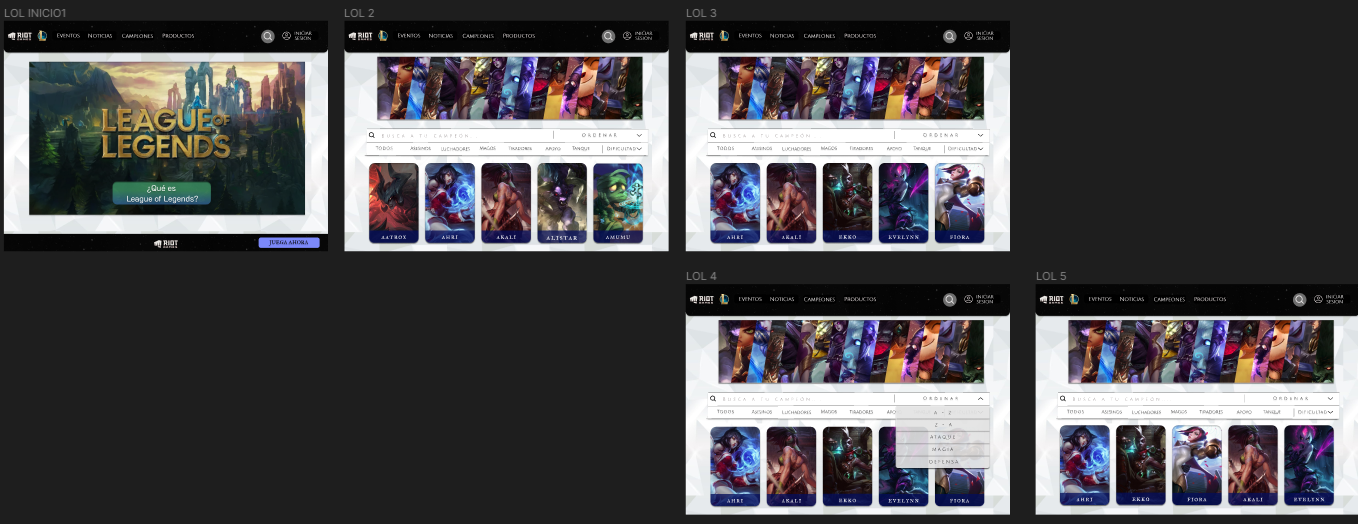 LOL INICIO1
RIOT GAMES EVENTOS NOTICIAS CAMPEONES PRODUCTOS INICIAR SESION
LEAGUE OF
LEGENDS
¿Qué es
League of Legends?
RIOT GAMES JUEGA AHORA
LOL 2
RIOT GAMES EVENTOS NOTICIAS CAMPEONES PRODUCTOS INICIAR SESION
BUSCA A TU CAMPEON ORDENAR
TODOS ASESINOS LUCHADORES MAGOS TIRADORES APOYO TANQUE DIFICULTAD
AATROX AHRI AKALI ALISTAR AMUMU
LOL 3
RIOT GAMES EVENTOS NOTICIAS CAMPEONES PRODUCTOS INICIAR SESION
BUSCA A TU CAMPEON ORDENAR
TODOS ASESINOS LUCHADORES MAGOS TIRADORES APOYO TANQUE DIFICULTAD
AHRI AKALI EKKO EVELYNN FIORA
LOL 4
RIOT GAMES EVENTOS NOTICIAS CAMPEONES PRODUCTOS INICIAR SESION
BUSCA A TU CAMPEON ORDENAR
TODOS ASESINOS LUCHADORES MAGOS TIRADORES APO
A - Z
Z - A
ATAQUE
MAGIA
DEFENSA
AHRI AKALI EKKO EVELYNN FIORA
LOL 5
RIOT GAMES EVENTOS NOTICIAS CAMPEONES PRODUCTOS INICIAR SESION
BUSCA A TU CAMPEON ORDENAR
TODOS ASESINOS LUCHADORES MAGOS TIRADORES APOYO TANQUE DIFICULTAD
AHRI EKKO FIORA AKALI EVELYNN